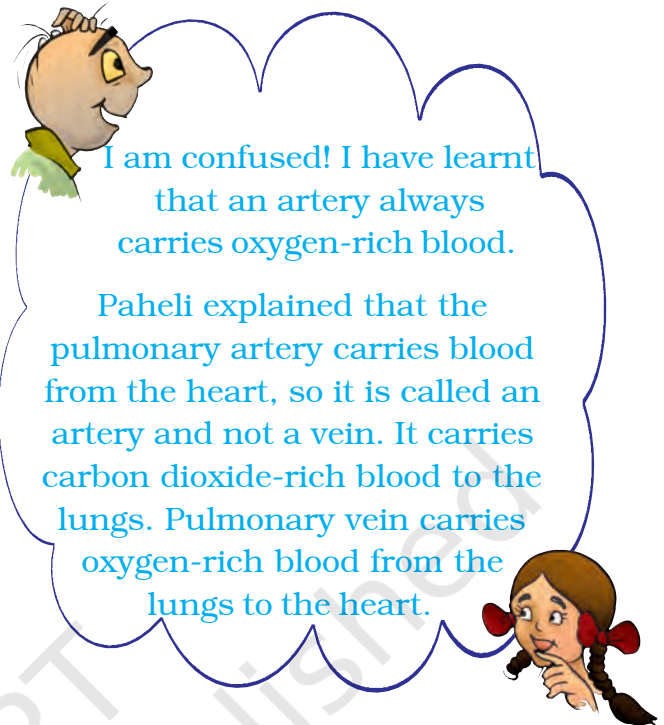 I am confused! I have learnt
that an artery always
carries oxygen-rich blood.
Paheli explained that the
pulmonary artery carries blood
from the heart, so it is called an
artery and not a vein. It carries
carbon dioxide-rich blood to the
lungs. Pulmonary vein carries
oxygen-rich blood from the
lungs to the heart.